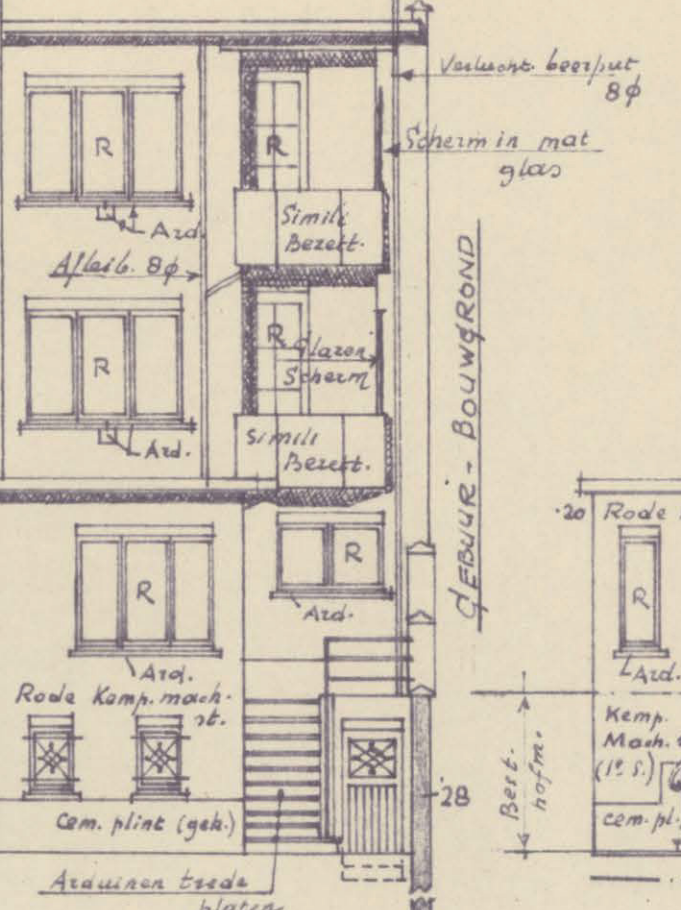 Verlucht. beerput
8φ
R
R
Scherm in mat
glas
Simili
Bezett.
Ard.
Afleib. 8φ
R
R
Glazen
Scherm
Ard.
Simili
Bezett.
GEBUUR - BOUWGROND
20
Rode
R
R
R
Ard.
Ard.
Ard.
Rode Kemp. mach.
st.
Kemp.
Mach.
(1e S.)
Best.
hofm.
28
Cem. plint (gek.)
cem. pl.
Arduinen trede
platen